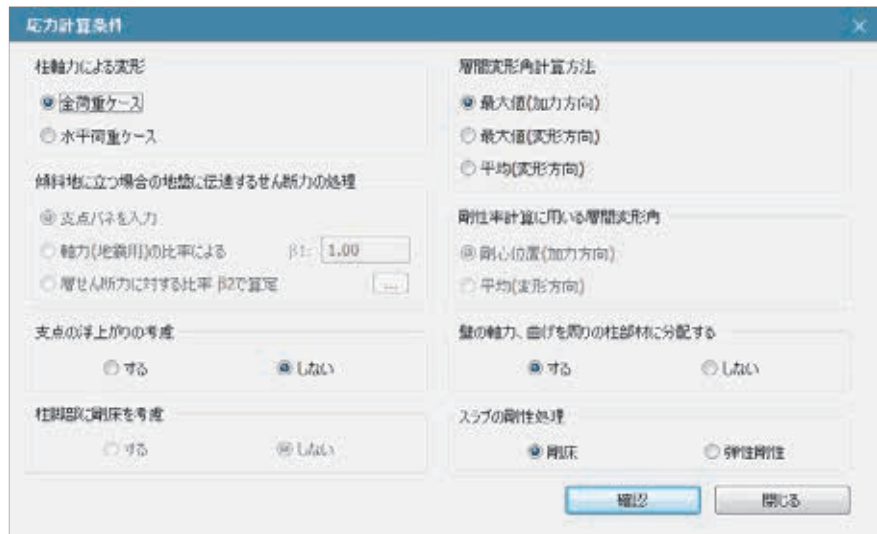 応力計算条件
柱軸力による変形
全荷重ケース
水平荷重ケース
傾斜地に立つ場合の地盤に伝達するせん断力の処理
支点バネを入力
軸力(地震用)の比率による β1: 1.00
層せん断力に対する比率 β2で算定 ...
支点の浮上がりの考慮
する しない
柱脚部に剛床を考慮
する しない
層間変形角計算方法
最大値(加力方向)
最大値(変形方向)
平均(変形方向)
剛性率計算に用いる層間変形角
剛心位置(加力方向)
平均(変形方向)
壁の軸力、曲げを周りの柱部材に分配する
する しない
スラブの剛性処理
剛床 弾性剛性
確認 閉じる